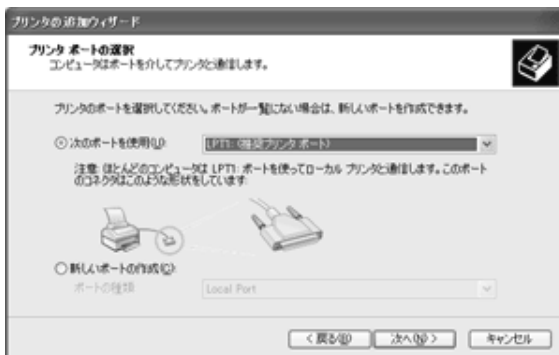 プリンタの追加ウィザード
プリンタ ポートの選択
コンピュータはポートを介してプリンタと通信します。
プリンタのポートを選択してください。ポートが一覧にない場合は、新しいポートを作成できます。
次のポートを使用(U):
LPT1: (推奨プリンタ ポート)
注意: ほとんどのコンピュータは LPT1: ポートを使ってローカル プリンタと通信します。このポート
のコネクタはこのような形状をしています:
新しいポートの作成(C):
ポートの種類
Local Port
< 戻る(B)
次へ(N) >
キャンセル